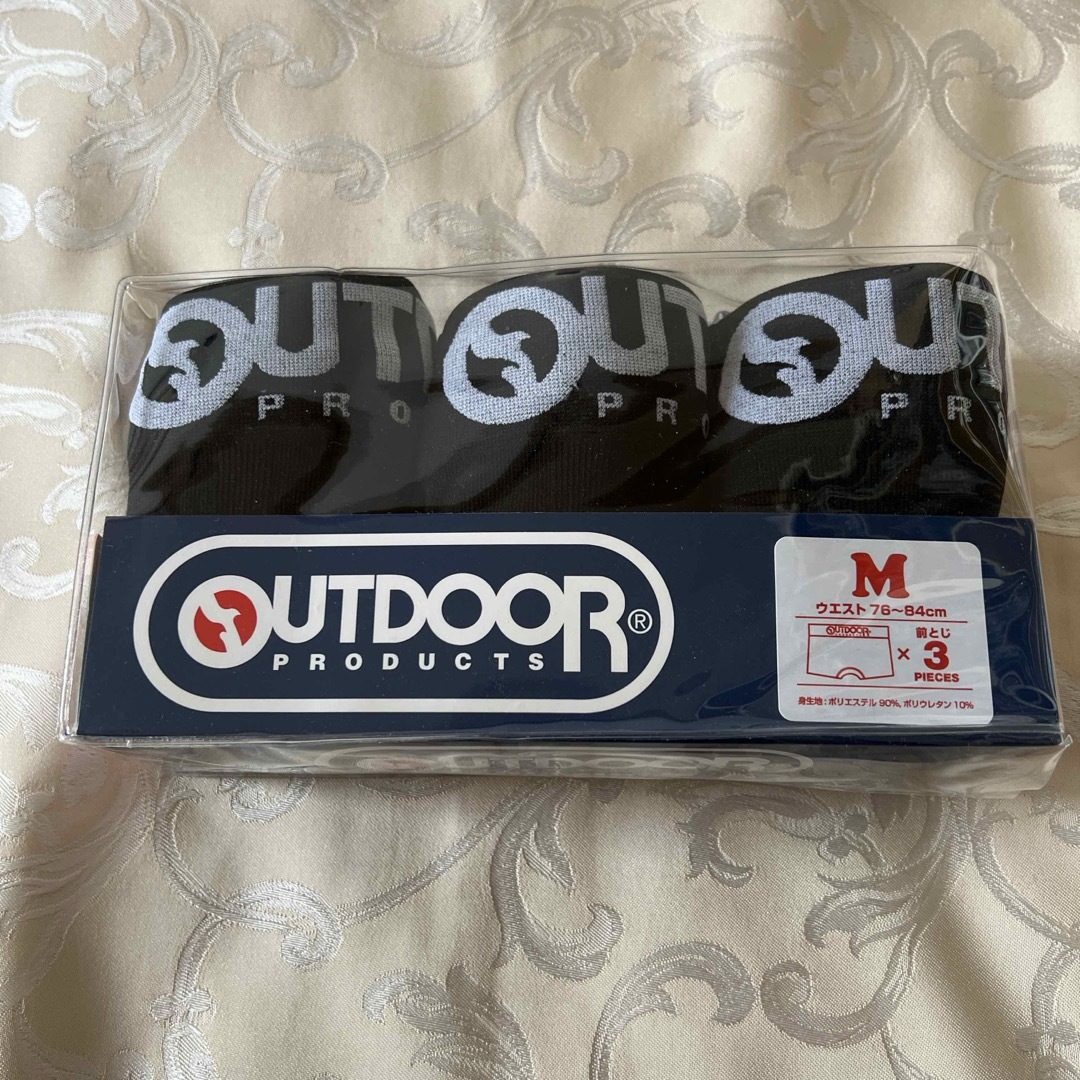 OUT
PRO
OUT
PR
OUT
PRO
OUTDOOR®
PRODUCTS
M
ウエスト 76～84cm
OUTDOOR
前とじ
× 3
PIECES
身生地：ポリエステル 90%, ポリウレタン 10%
OUTDOOR